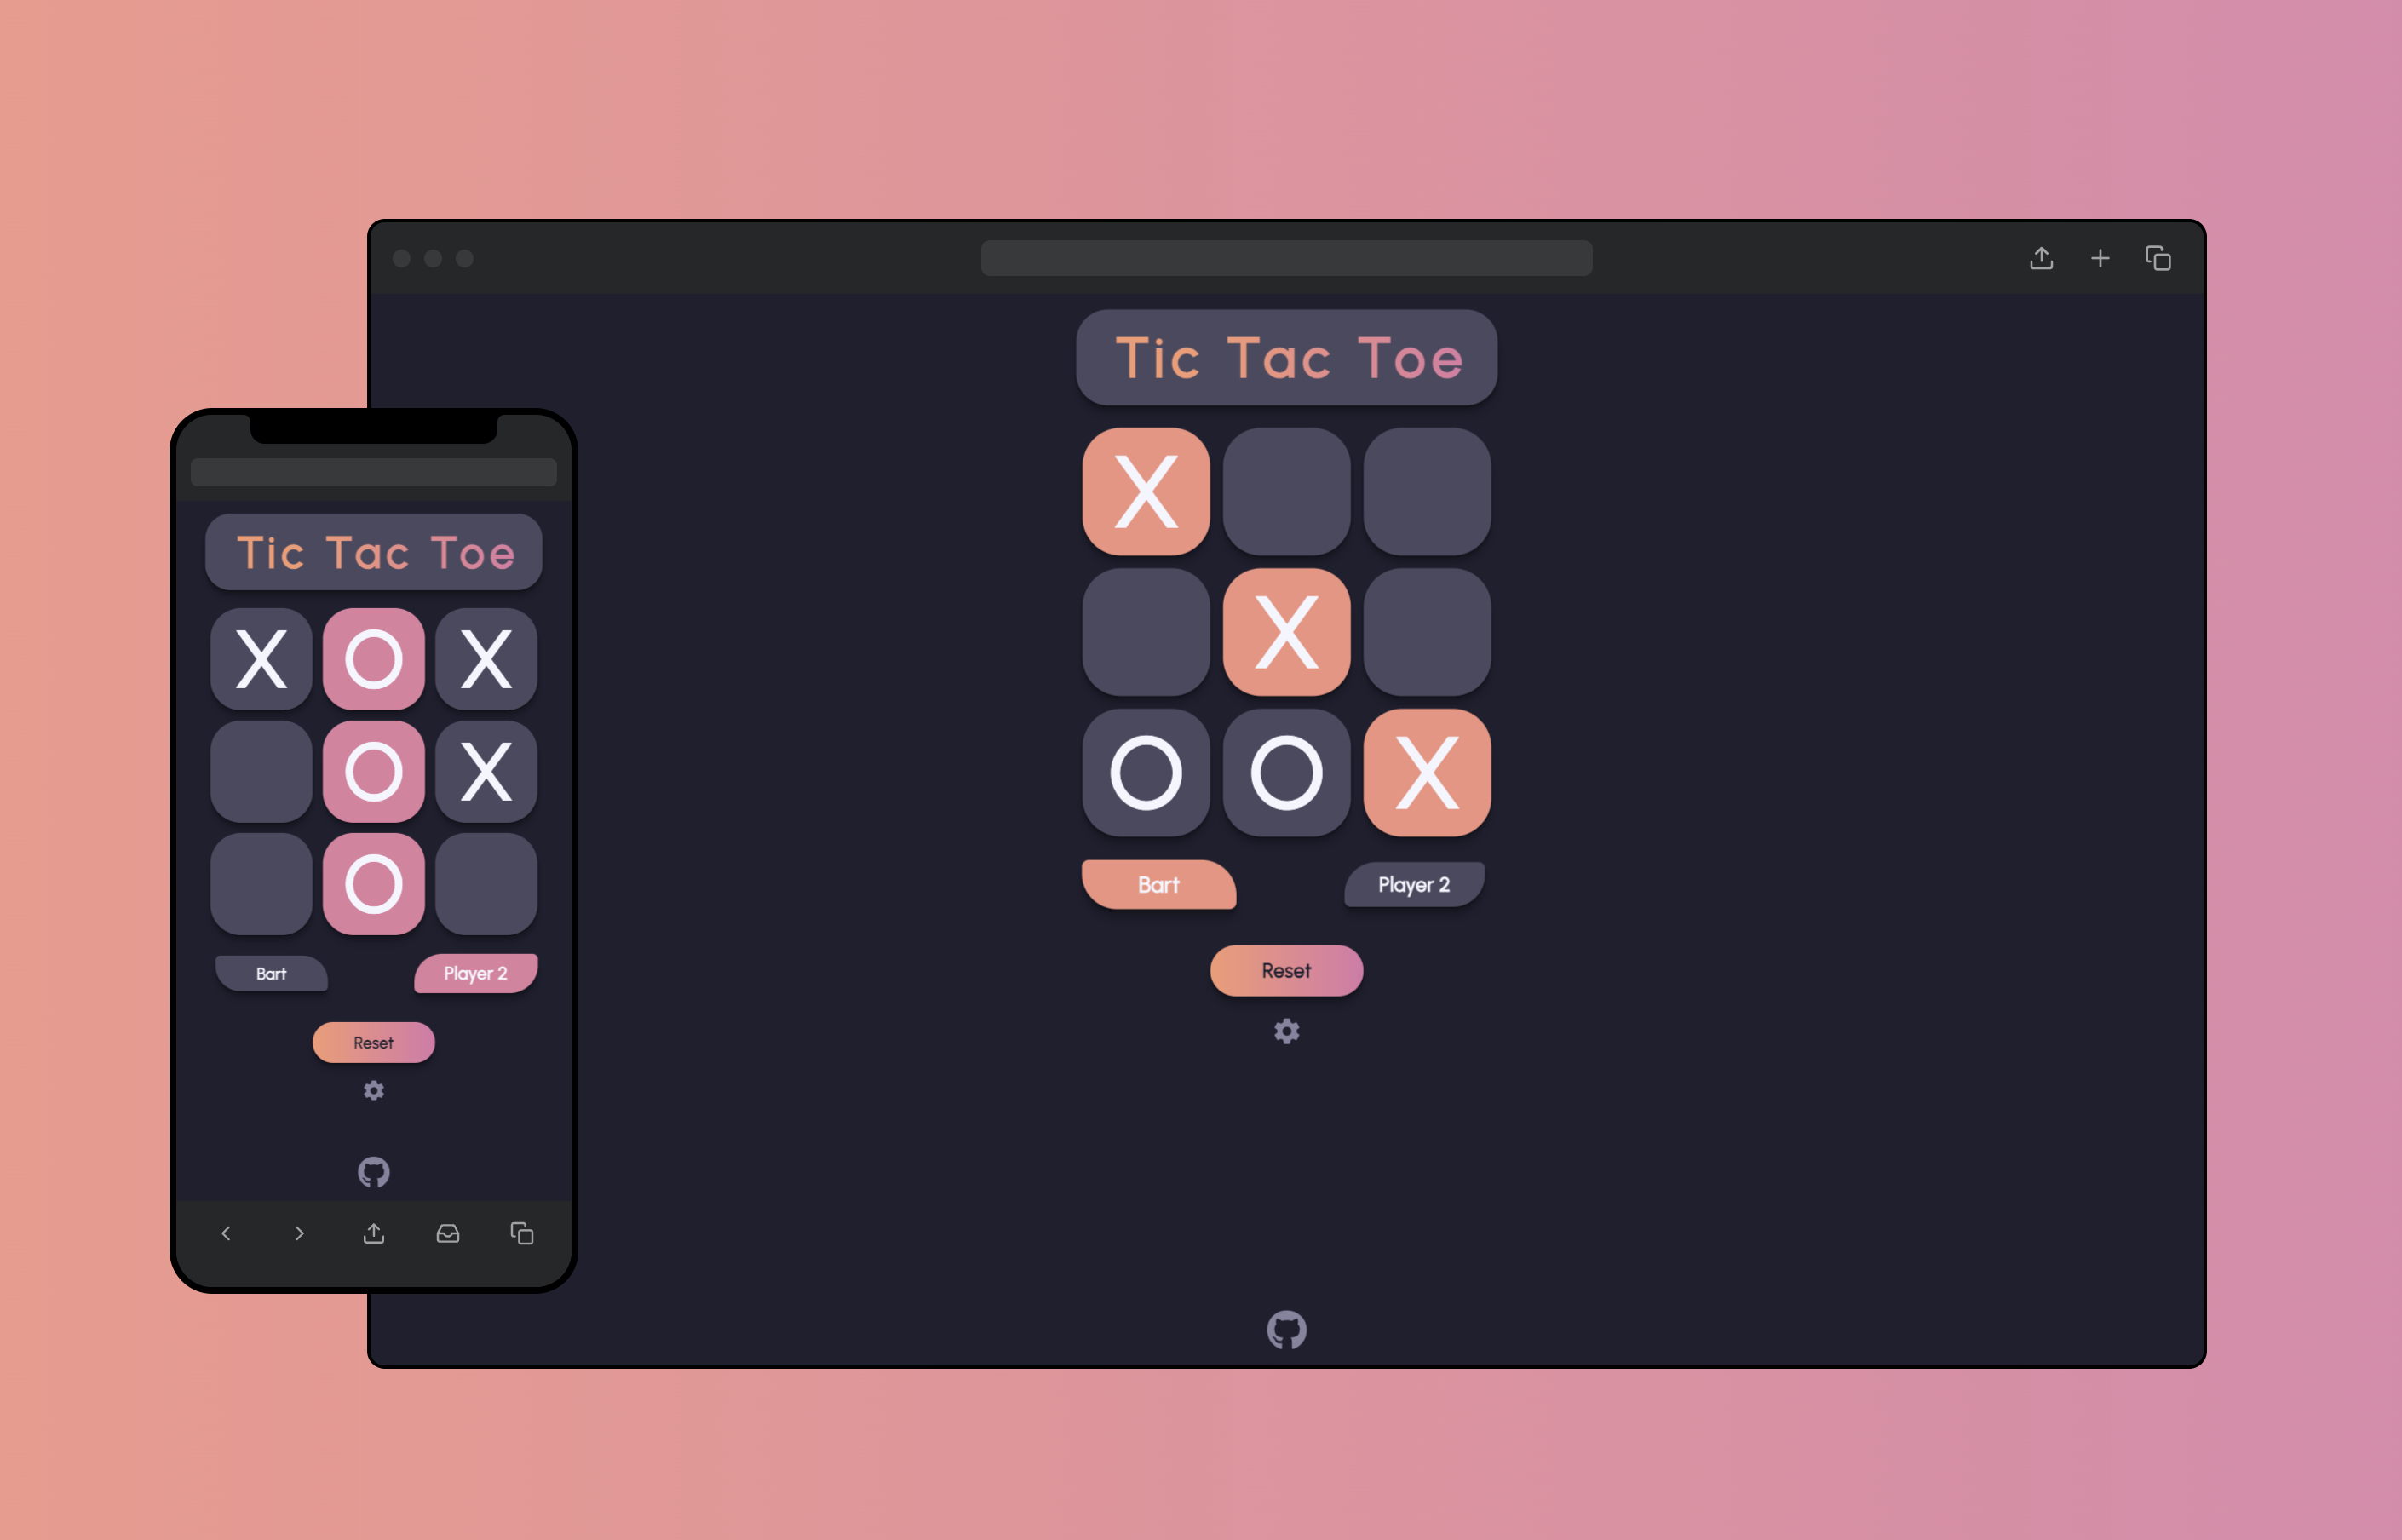 Tic Tac Toe
X
X
O O X
Bart Player 2
Reset
Tic Tac Toe
X O X
O X
O
Bart Player 2
Reset